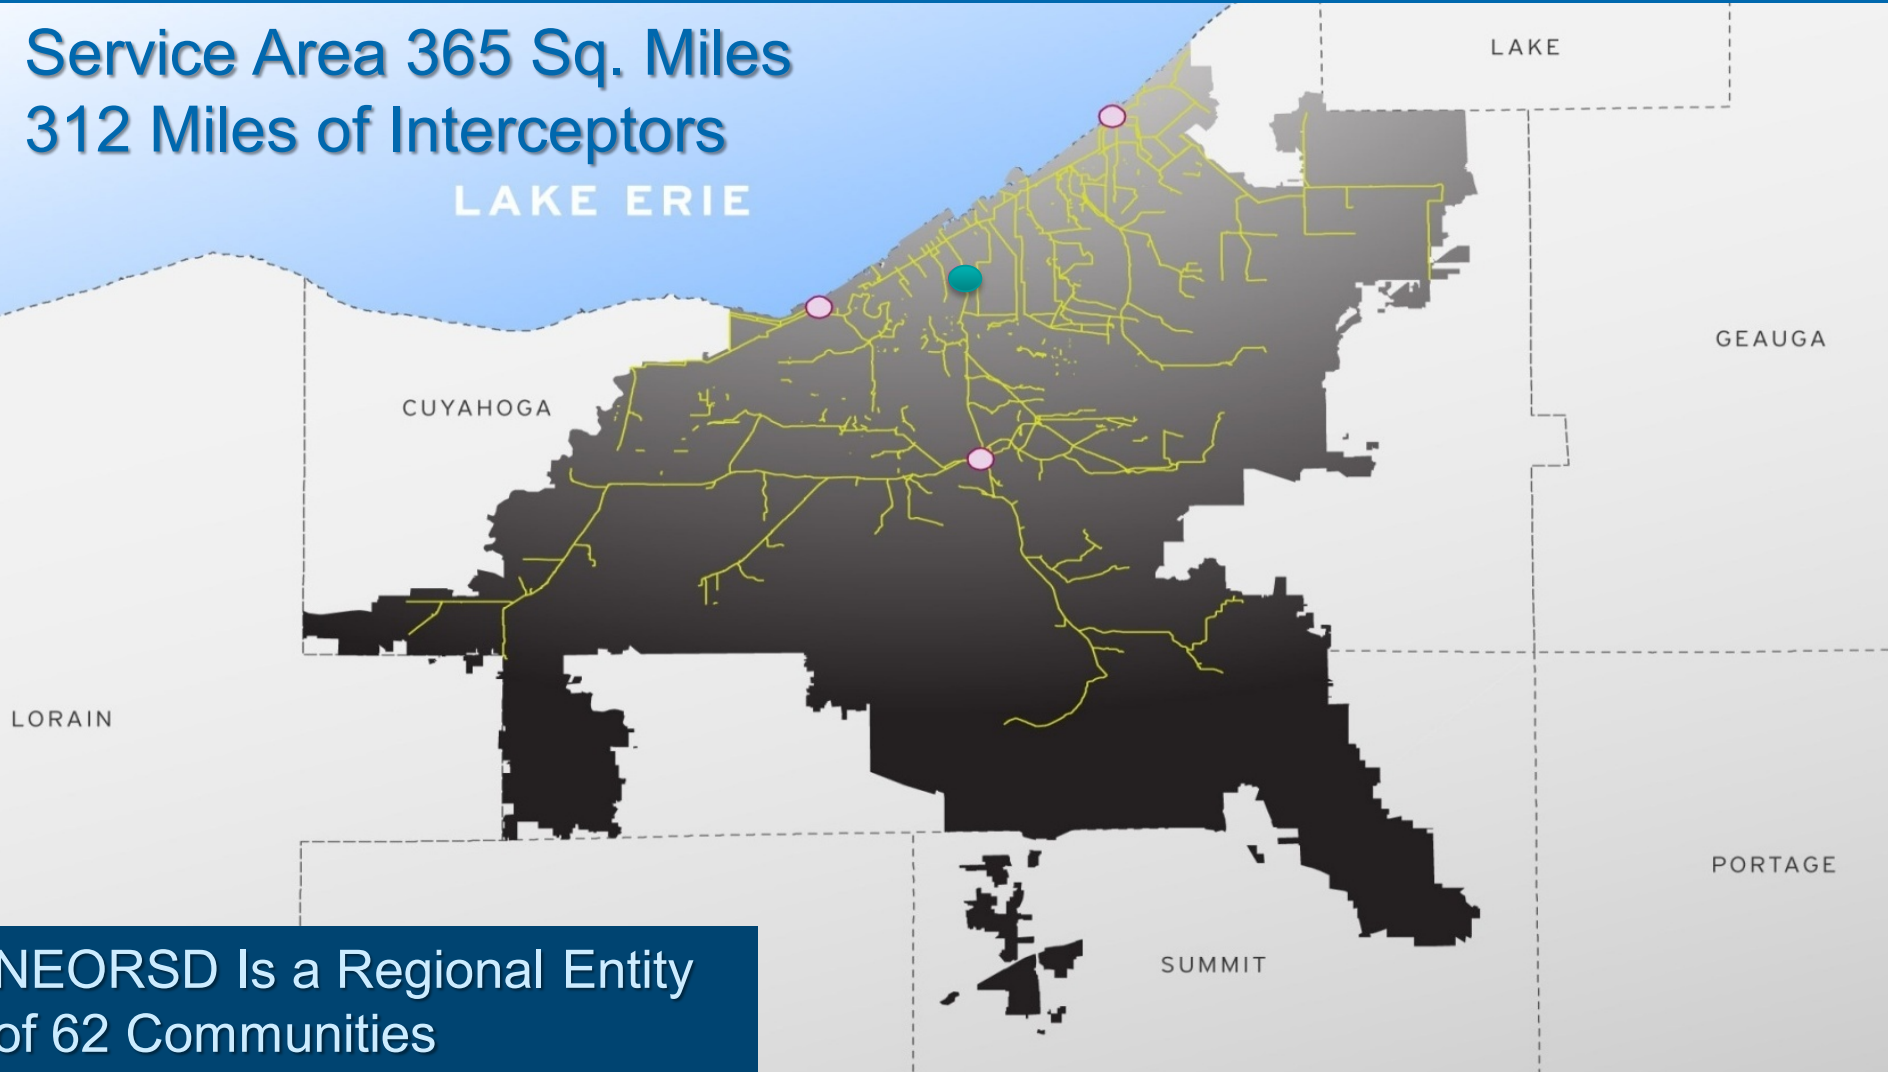 Service Area 365 Sq. Miles
312 Miles of Interceptors
LAKE
LAKE ERIE
GEAUGA
CUYAHOGA
LORAIN
PORTAGE
SUMMIT
NEORSD Is a Regional Entity
of 62 Communities